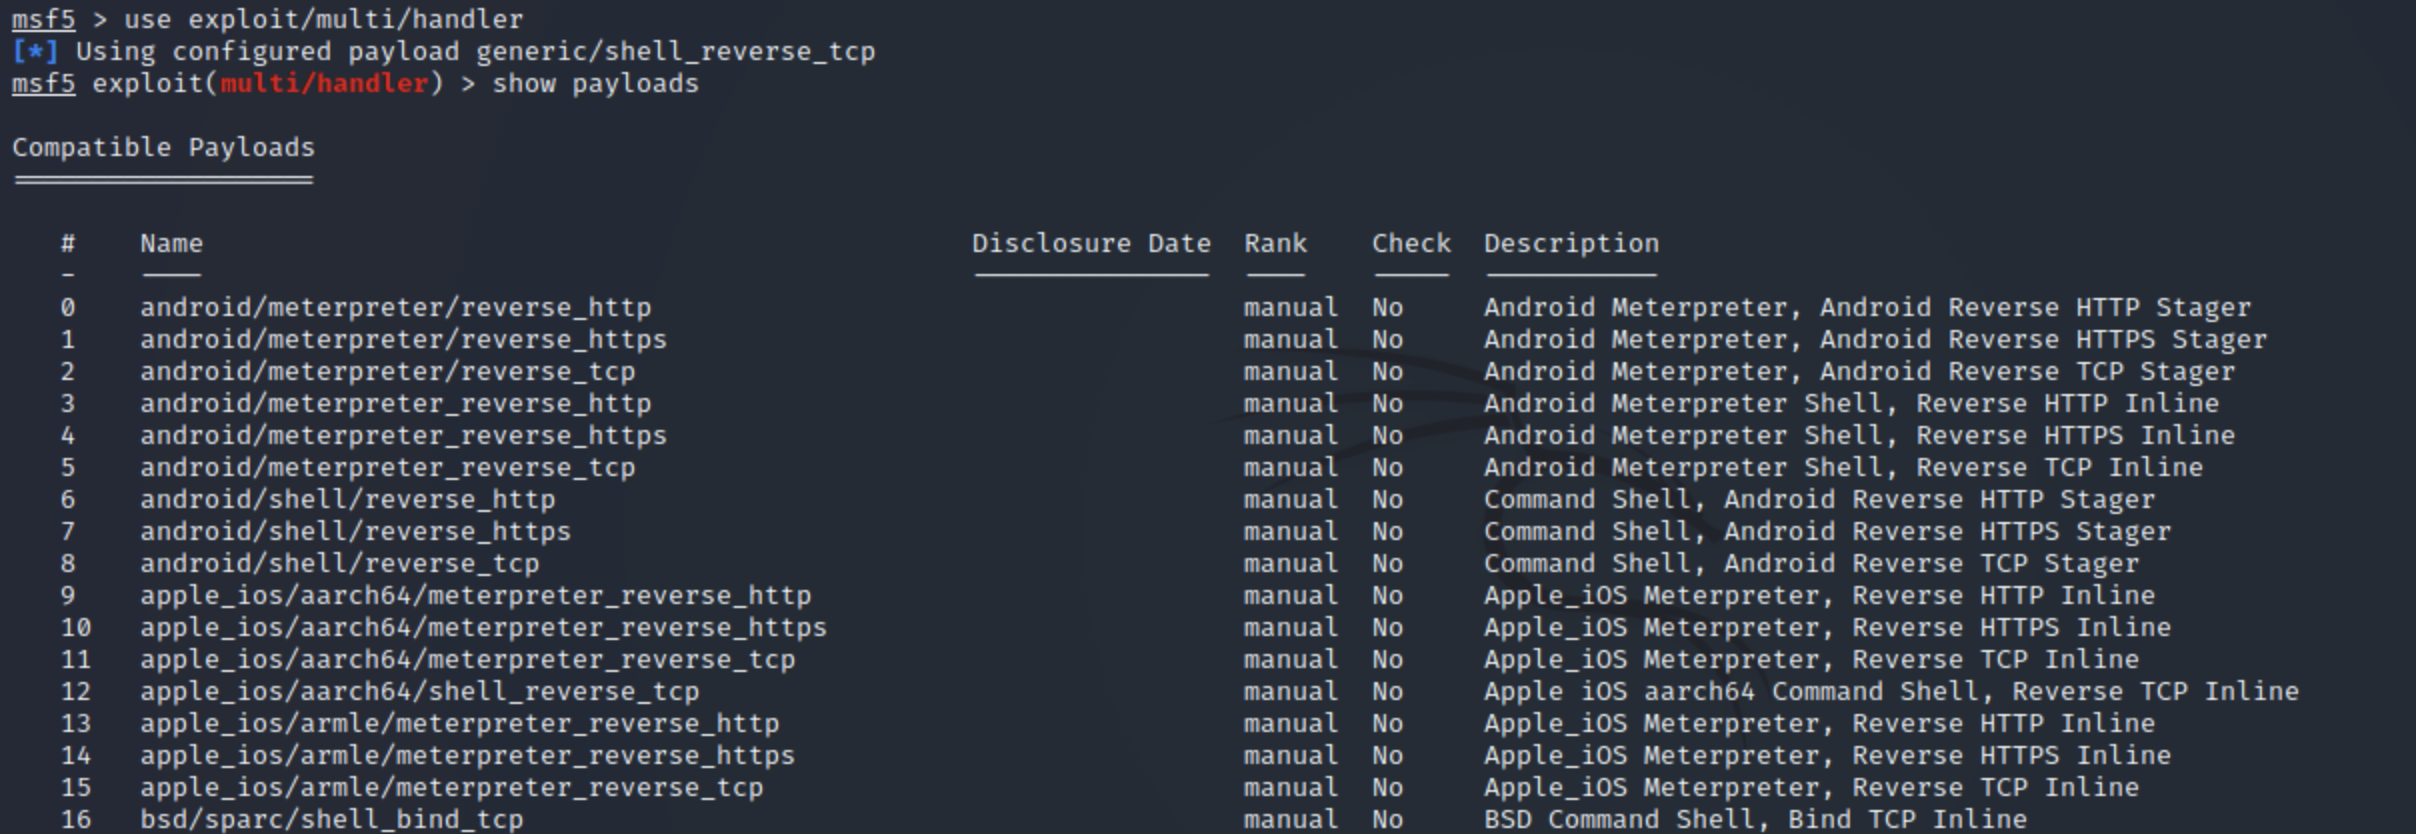 msf5 > use exploit/multi/handler
[*] Using configured payload generic/shell_reverse_tcp
msf5 exploit(multi/handler) > show payloads
Compatible Payloads
# Name Disclosure Date Rank Check Description
0 android/meterpreter/reverse_http manual No Android Meterpreter, Android Reverse HTTP Stager
1 android/meterpreter/reverse_https manual No Android Meterpreter, Android Reverse HTTPS Stager
2 android/meterpreter/reverse_tcp manual No Android Meterpreter, Android Reverse TCP Stager
3 android/meterpreter_reverse_http manual No Android Meterpreter Shell, Reverse HTTP Inline
4 android/meterpreter_reverse_https manual No Android Meterpreter Shell, Reverse HTTPS Inline
5 android/meterpreter_reverse_tcp manual No Android Meterpreter Shell, Reverse TCP Inline
6 android/shell/reverse_http manual No Command Shell, Android Reverse HTTP Stager
7 android/shell/reverse_https manual No Command Shell, Android Reverse HTTPS Stager
8 android/shell/reverse_tcp manual No Command Shell, Android Reverse TCP Stager
9 apple_ios/aarch64/meterpreter_reverse_http manual No Apple_iOS Meterpreter, Reverse HTTP Inline
10 apple_ios/aarch64/meterpreter_reverse_https manual No Apple_iOS Meterpreter, Reverse HTTPS Inline
11 apple_ios/aarch64/meterpreter_reverse_tcp manual No Apple_iOS Meterpreter, Reverse TCP Inline
12 apple_ios/aarch64/shell_reverse_tcp manual No Apple iOS aarch64 Command Shell, Reverse TCP Inline
13 apple_ios/armle/meterpreter_reverse_http manual No Apple_iOS Meterpreter, Reverse HTTP Inline
14 apple_ios/armle/meterpreter_reverse_https manual No Apple_iOS Meterpreter, Reverse HTTPS Inline
15 apple_ios/armle/meterpreter_reverse_tcp manual No Apple_iOS Meterpreter, Reverse TCP Inline
16 bsd/sparc/shell_bind_tcp manual No BSD Command Shell, Bind TCP Inline